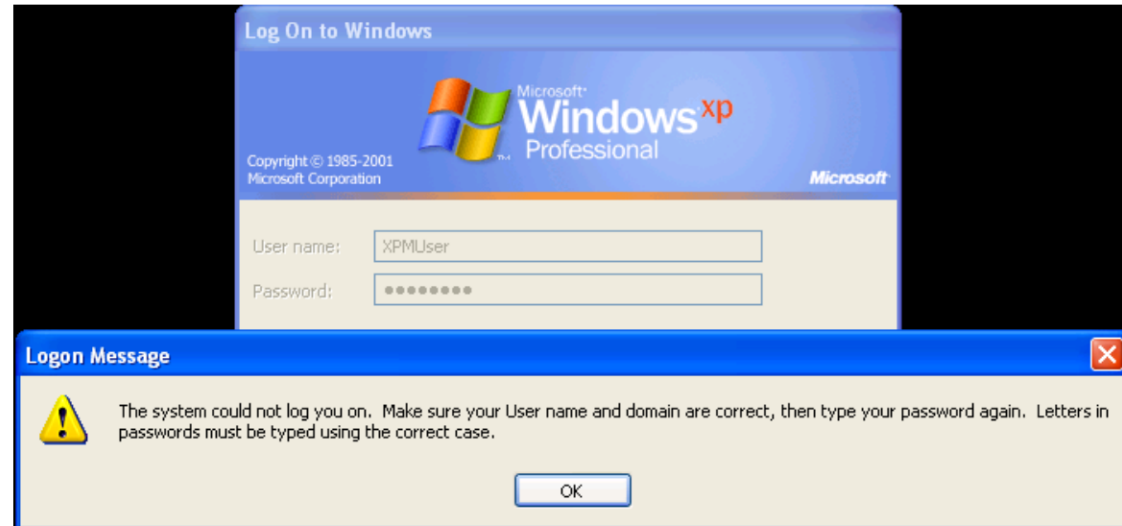 Log On to Windows
Microsoft®
Windows xp
Professional
Copyright © 1985-2001
Microsoft Corporation
Microsoft®
User name: XPMUser
Password: ●●●●●●●●
Logon Message
The system could not log you on.  Make sure your User name and domain are correct, then type your password again.  Letters in
passwords must be typed using the correct case.
OK